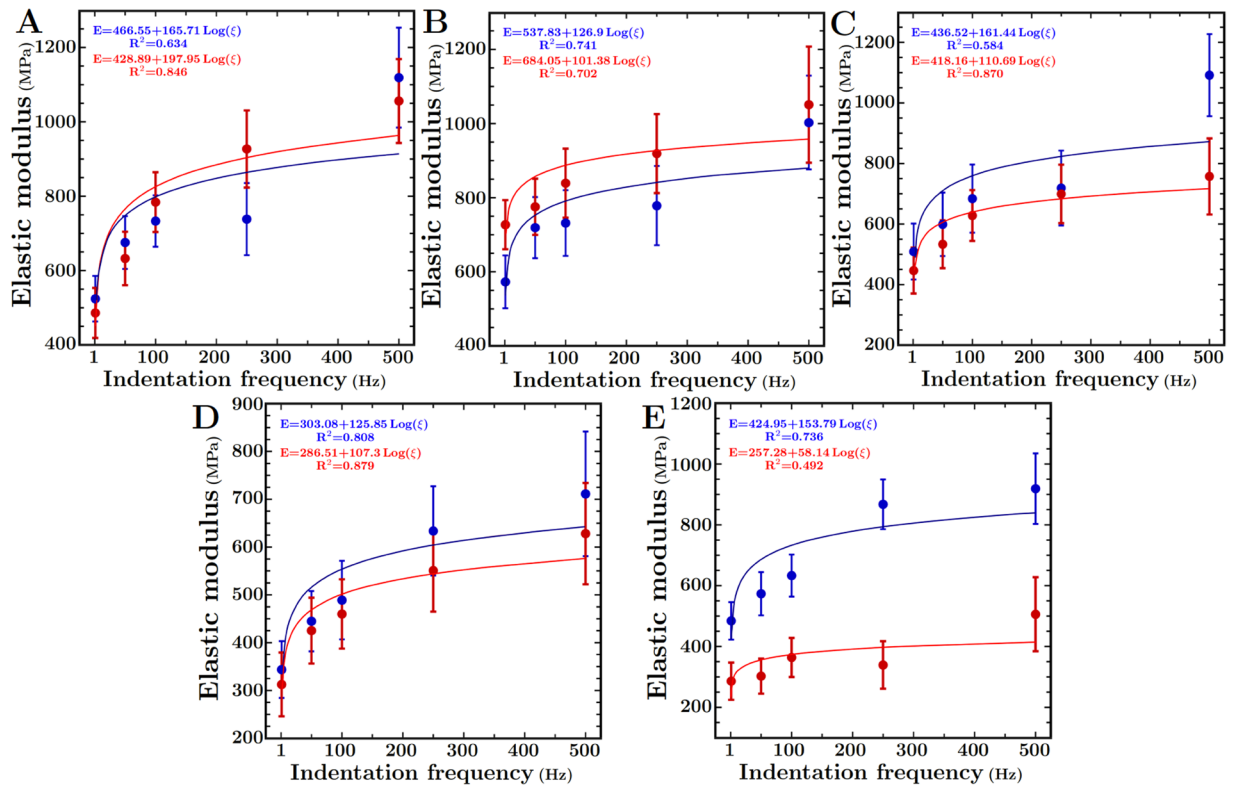 A
E=466.55+165.71 Log(ξ)
R²=0.634
E=428.89+197.95 Log(ξ)
R²=0.846
Elastic modulus (MPa)
1200
1000
800
600
400
1 100 200 300 400 500
Indentation frequency (Hz)
B
E=537.83+126.9 Log(ξ)
R²=0.741
E=684.05+101.38 Log(ξ)
R²=0.702
Elastic modulus (MPa)
1200
1000
800
600
400
1 100 200 300 400 500
Indentation frequency (Hz)
C
E=436.52+161.44 Log(ξ)
R²=0.584
E=418.16+110.69 Log(ξ)
R²=0.870
Elastic modulus (MPa)
1200
1000
800
600
400
200
1 100 200 300 400 500
Indentation frequency (Hz)
D
E=303.08+125.85 Log(ξ)
R²=0.808
E=286.51+107.3 Log(ξ)
R²=0.879
Elastic modulus (MPa)
900
800
700
600
500
400
300
200
1 100 200 300 400 500
Indentation frequency (Hz)
E
E=424.95+153.79 Log(ξ)
R²=0.736
E=257.28+58.14 Log(ξ)
R²=0.492
Elastic modulus (MPa)
1200
1000
800
600
400
200
1 100 200 300 400 500
Indentation frequency (Hz)